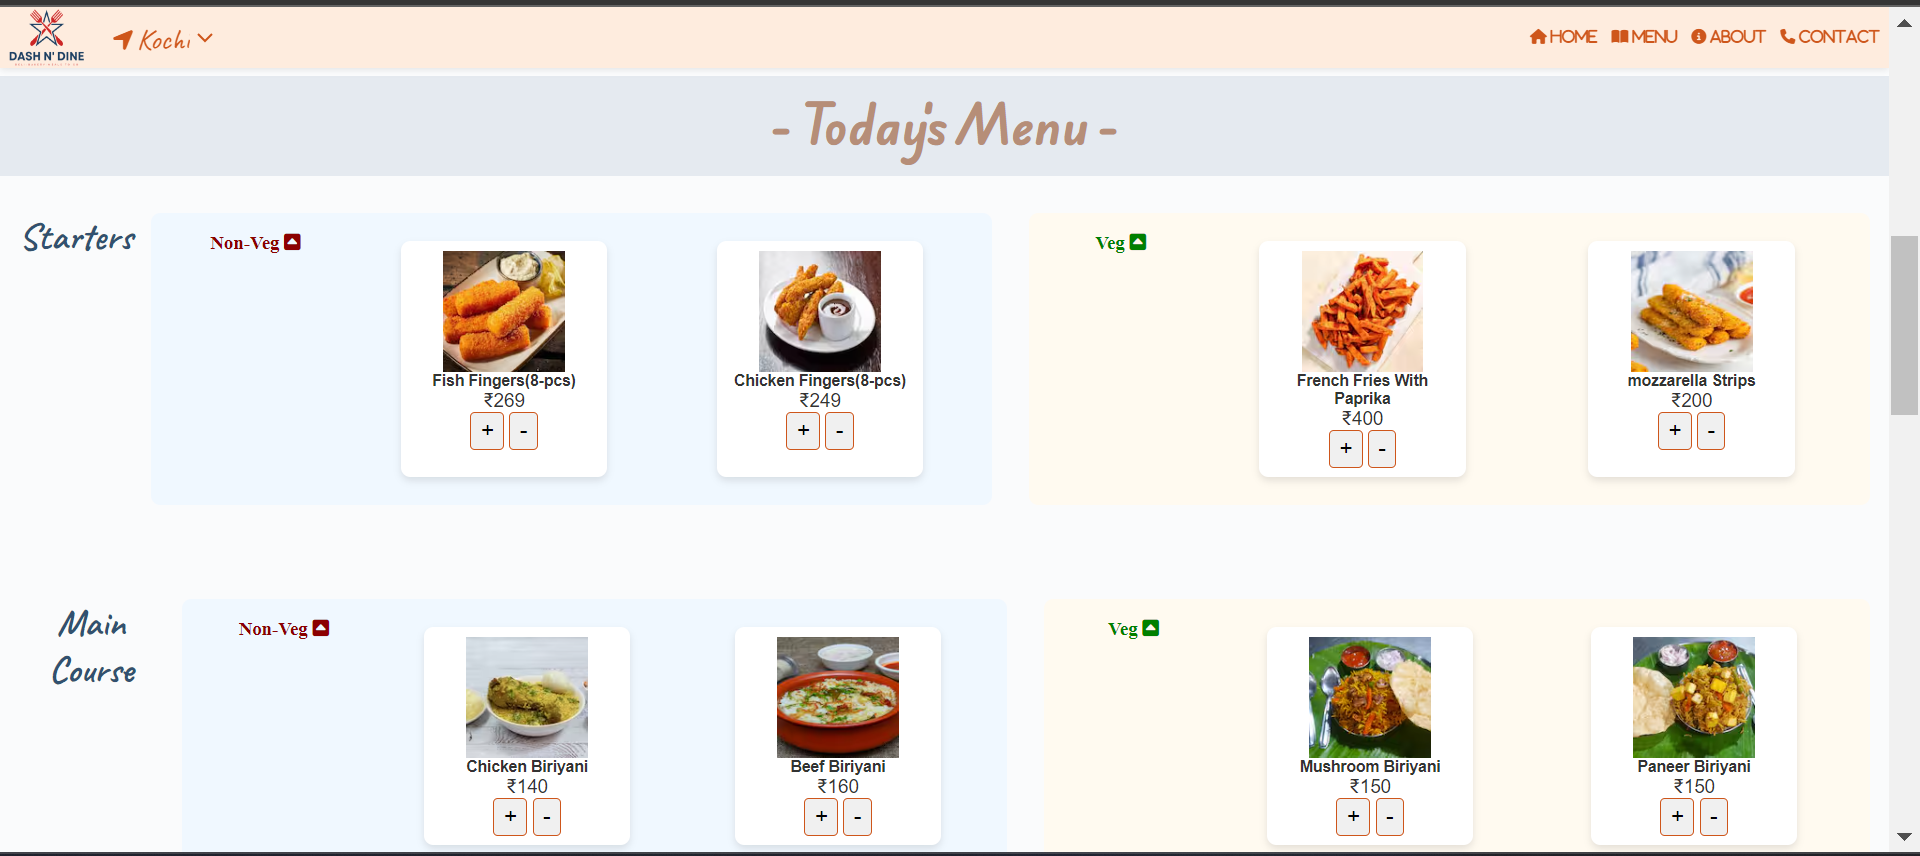 DASH N' DINE
Kochi
HOME
MENU
ABOUT
CONTACT
- Today's Menu -
Starters
Non-Veg
Fish Fingers(8-pcs)
₹269
+ -
Chicken Fingers(8-pcs)
₹249
+ -
Veg
French Fries With
Paprika
₹400
+ -
mozzarella Strips
₹200
+ -
Main
Course
Non-Veg
Chicken Biriyani
₹140
+ -
Beef Biriyani
₹160
+ -
Veg
Mushroom Biriyani
₹150
+ -
Paneer Biriyani
₹150
+ -